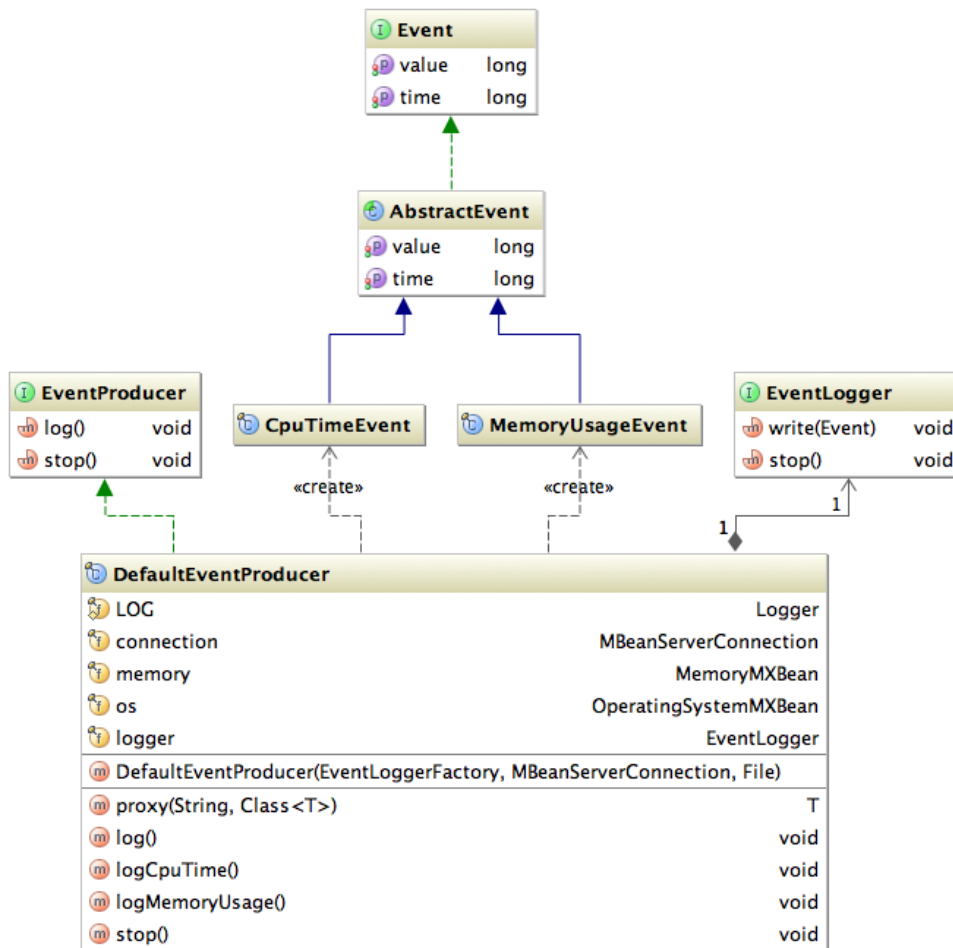 Event
value long
time long
AbstractEvent
value long
time long
EventProducer
log() void
stop() void
CpuTimeEvent
MemoryUsageEvent
EventLogger
write(Event) void
stop() void
«create»
«create»
1
1
DefaultEventProducer
LOG Logger
connection MBeanServerConnection
memory MemoryMXBean
os OperatingSystemMXBean
logger EventLogger
DefaultEventProducer(EventLoggerFactory, MBeanServerConnection, File)
proxy(String, Class<T>) T
log() void
logCpuTime() void
logMemoryUsage() void
stop() void